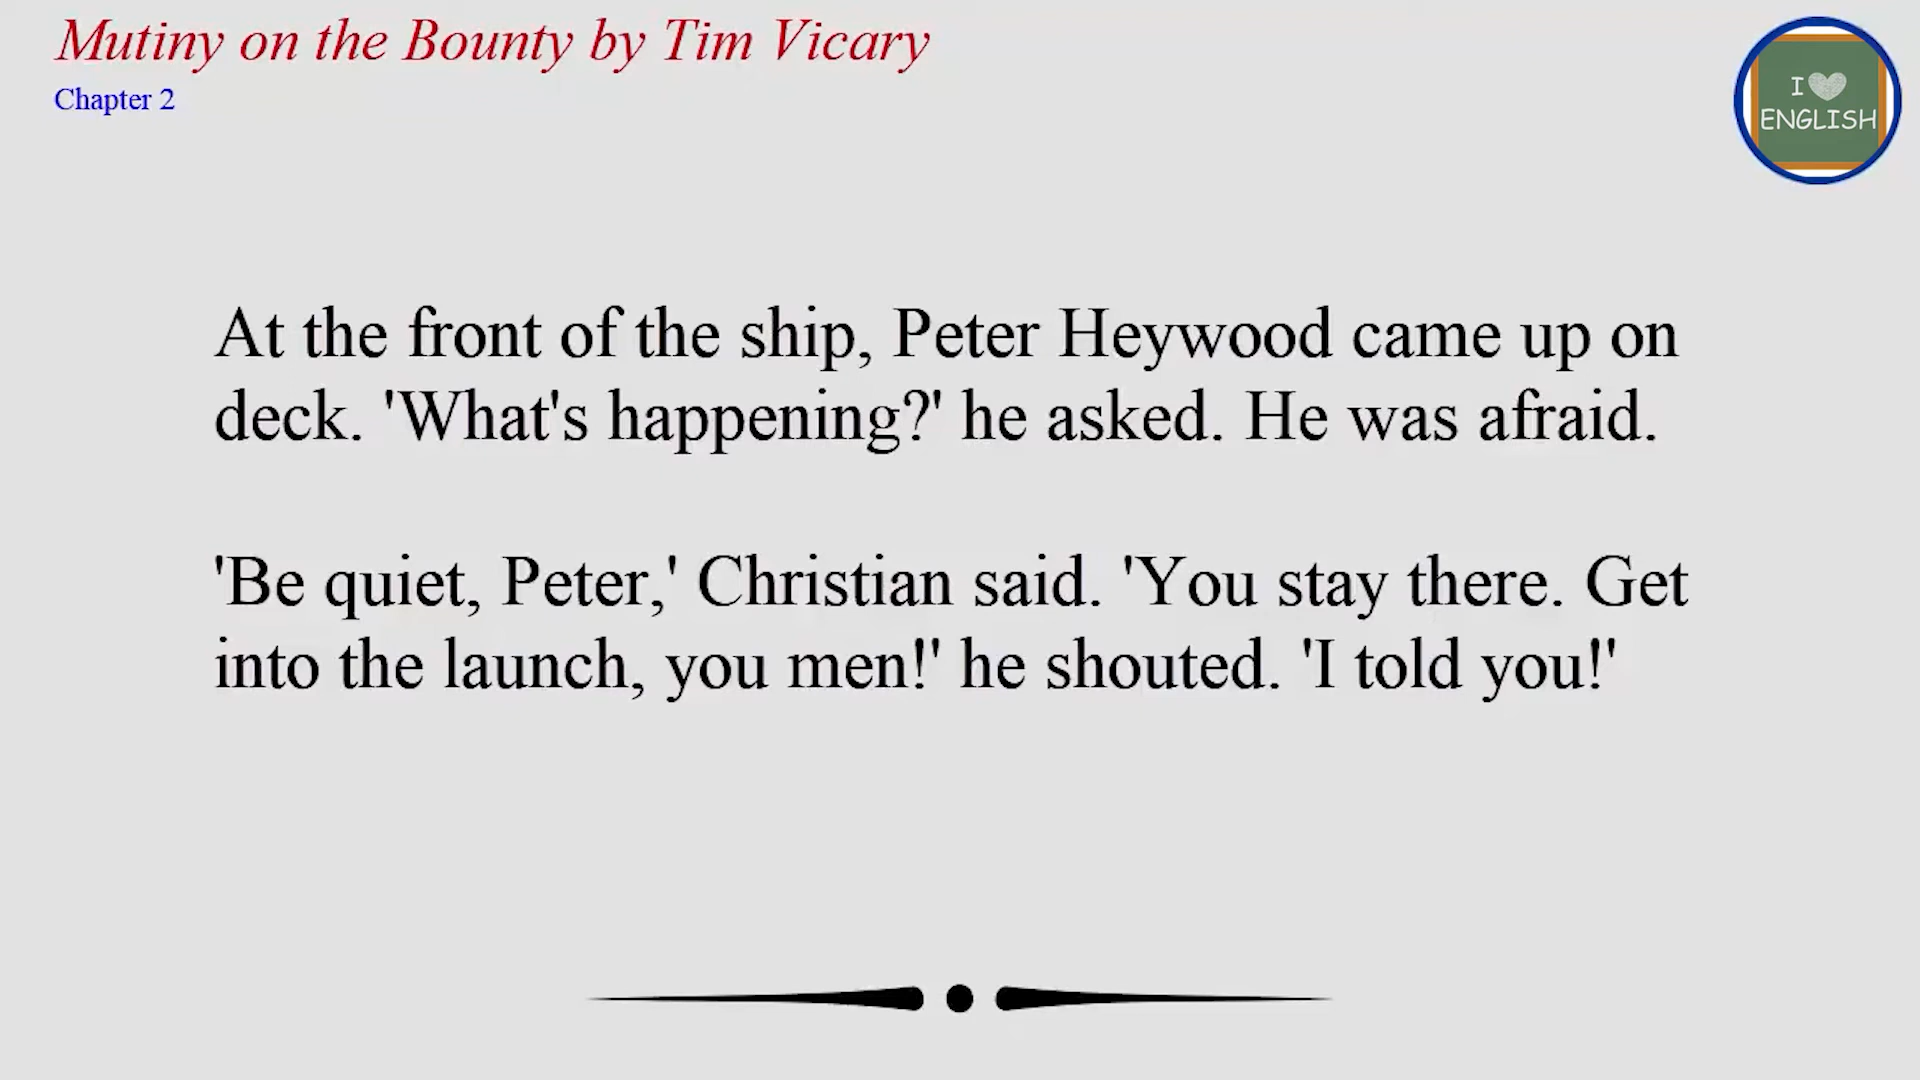 Mutiny on the Bounty by Tim Vicary
Chapter 2
I
ENGLISH
At the front of the ship, Peter Heywood came up on
deck. 'What's happening?' he asked. He was afraid.
'Be quiet, Peter,' Christian said. 'You stay there. Get
into the launch, you men!' he shouted. 'I told you!'